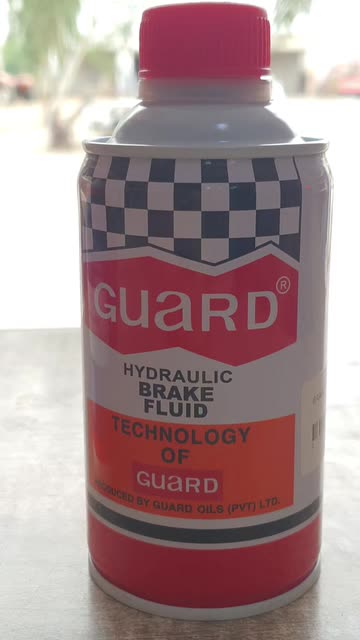 GUARD®
HYDRAULIC
BRAKE
FLUID
TECHNOLOGY
OF
GUARD
PRODUCED BY GUARD OILS (PVT) LTD.